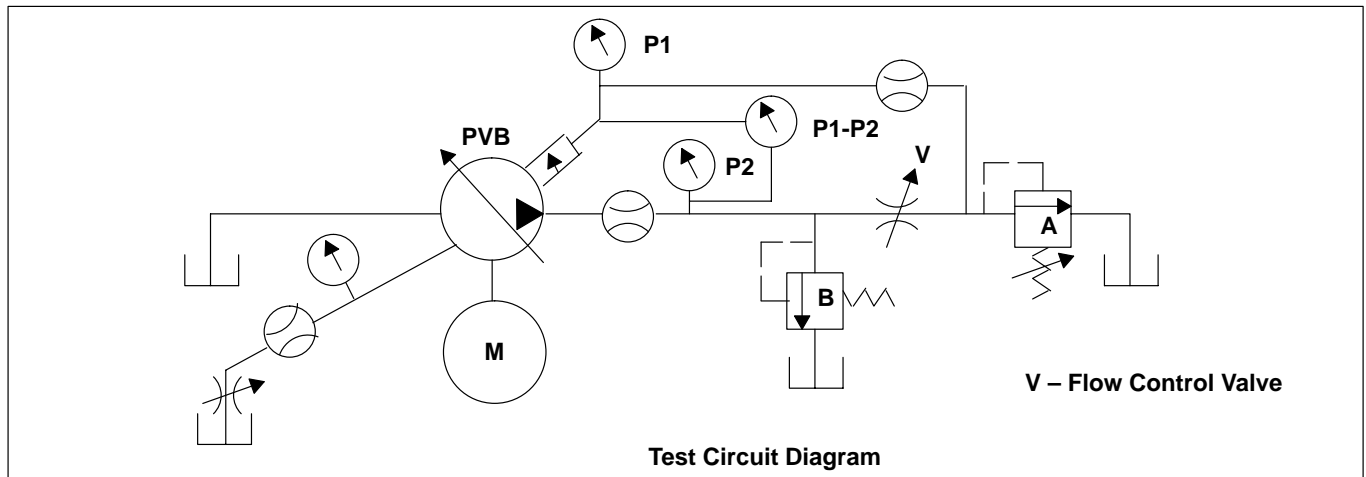 P1
P1-P2
PVB
P2
V
A
B
M
V – Flow Control Valve
Test Circuit Diagram